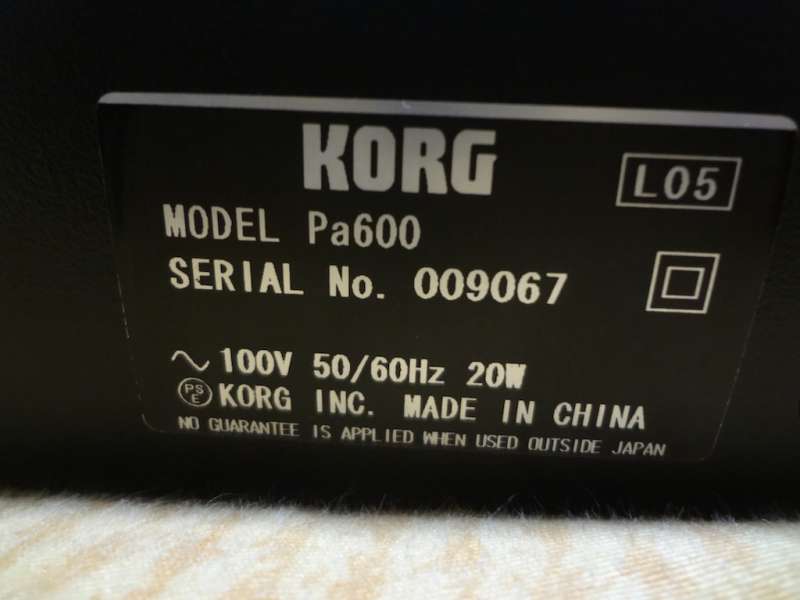 KORG
L05
MODEL Pa600
SERIAL No. 009067
100V 50/60Hz 20W
PS
E
KORG INC. MADE IN CHINA
NO GUARANTEE IS APPLIED WHEN USED OUTSIDE JAPAN